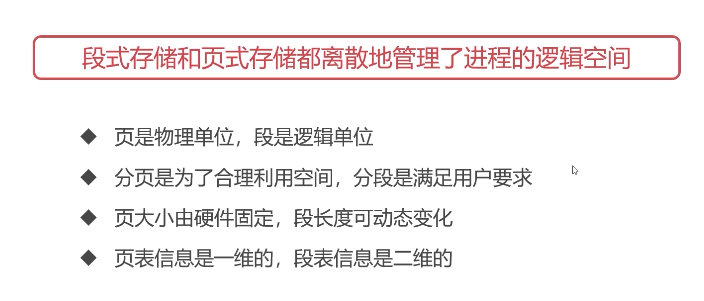 段式存储和页式存储都离散地管理了进程的逻辑空间
◆ 页是物理单位，段是逻辑单位
◆ 分页是为了合理利用空间，分段是满足用户要求
◆ 页大小由硬件固定，段长度可动态变化
◆ 页表信息是一维的，段表信息是二维的